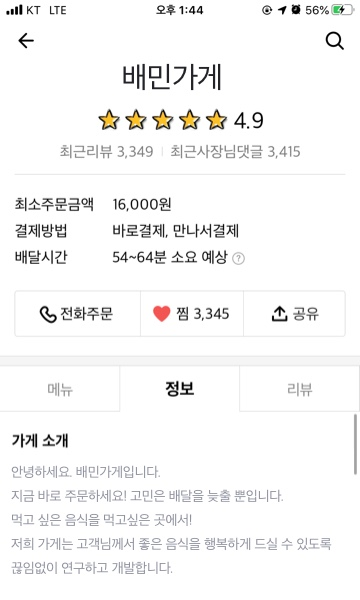 KT LTE 오후 1:44 56%
배민가게
4.9
최근리뷰 3,349 최근사장님댓글 3,415
최소주문금액 16,000원
결제방법 바로결제, 만나서결제
배달시간 54~64분 소요 예상 ?
전화주문 찜 3,345 공유
메뉴 정보 리뷰
가게 소개
안녕하세요. 배민가게입니다.
지금 바로 주문하세요! 고민은 배달을 늦출 뿐입니다.
먹고 싶은 음식을 먹고싶은 곳에서!
저희 가게는 고객님께서 좋은 음식을 행복하게 드실 수 있도록
끊임없이 연구하고 개발합니다.